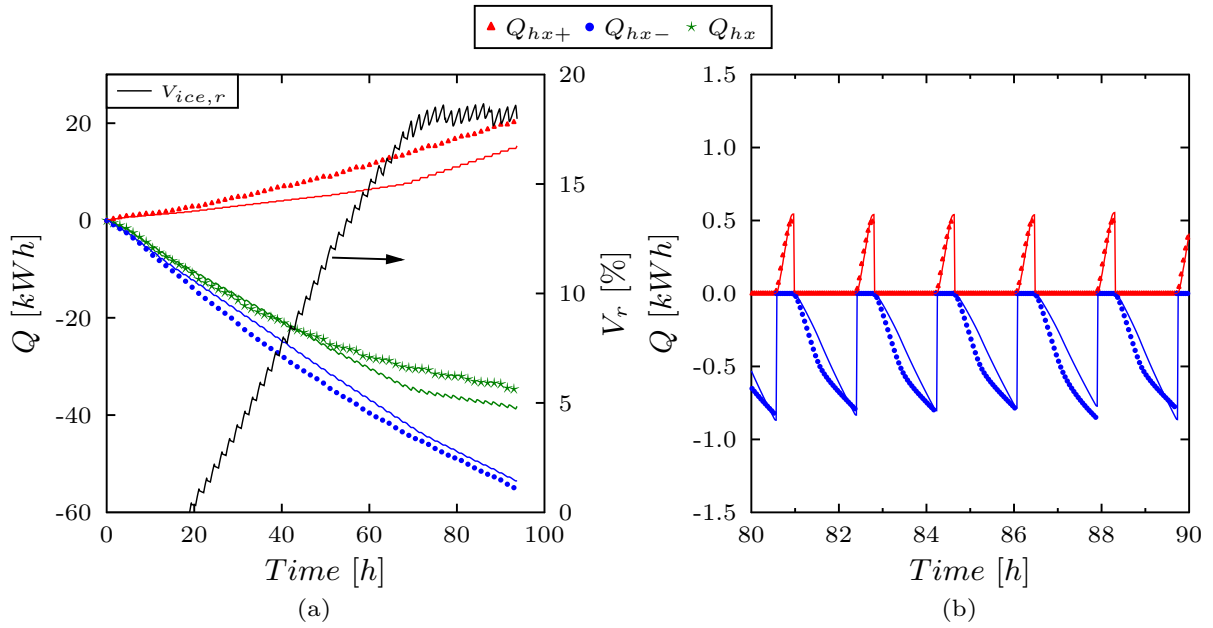 Q_{hx+} Q_{hx−} Q_{hx}
V_{ice,r}
20
0
-20
-40
-60
Q [kWh]
20
15
10
5
0
V_r [%]
0 20 40 60 80 100
Time [h]
(a)
1.5
1.0
0.5
0.0
-0.5
-1.0
-1.5
Q [kWh]
80 82 84 86 88 90
Time [h]
(b)